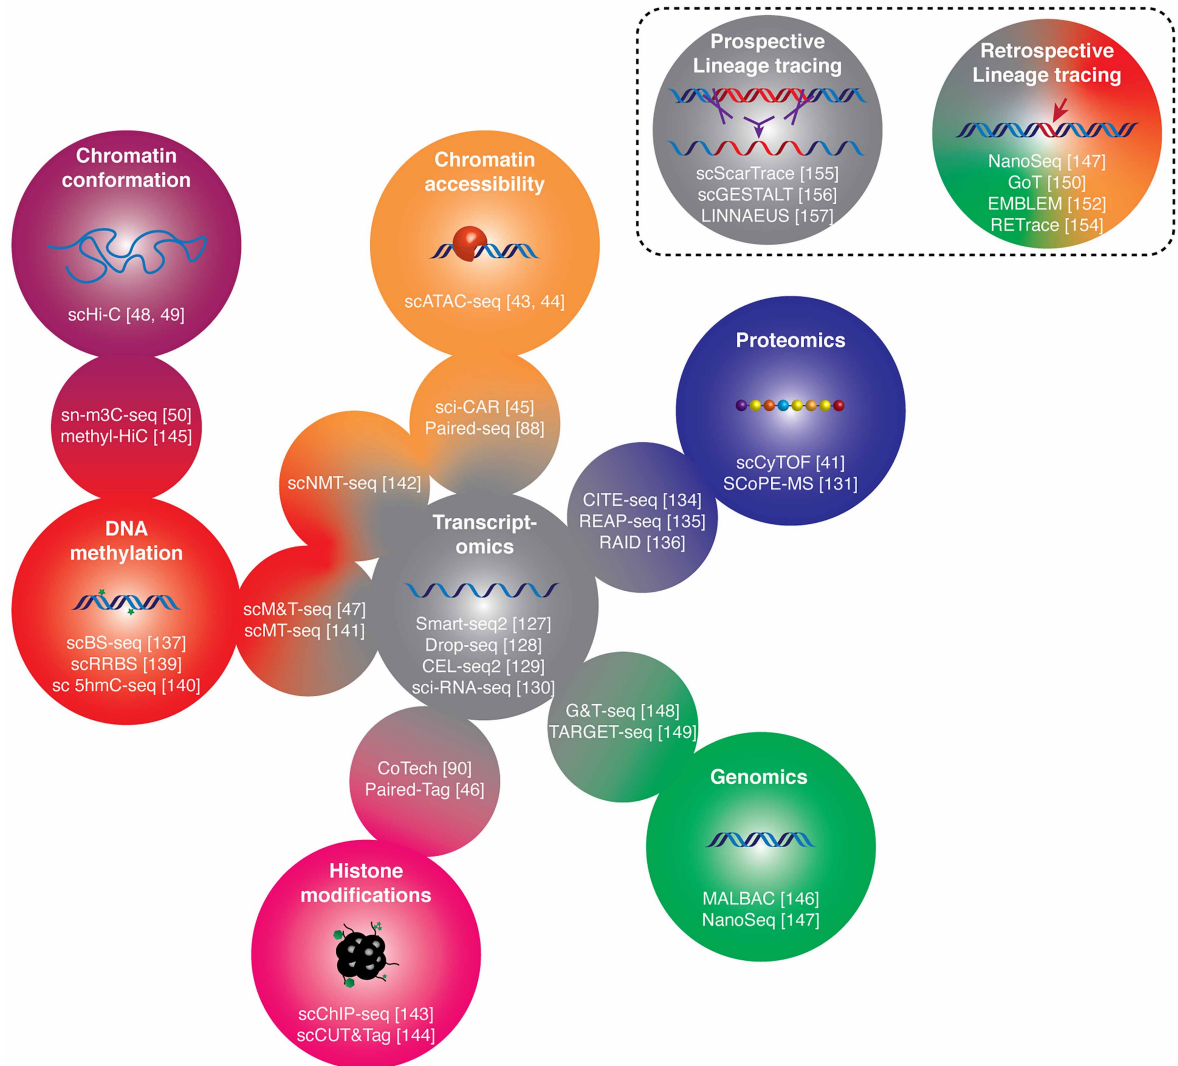 Prospective
Lineage tracing
scScarTrace [155]
scGESTALT [156]
LINNAEUS [157]
Retrospective
Lineage tracing
NanoSeq [147]
GoT [150]
EMBLEM [152]
RETrace [154]
Chromatin
conformation
scHi-C [48, 49]
Chromatin
accessibility
scATAC-seq [43, 44]
Proteomics
scCyTOF [41]
SCoPE-MS [131]
sn-m3C-seq [50]
methyl-HiC [145]
sci-CAR [45]
Paired-seq [88]
scNMT-seq [142]
CITE-seq [134]
REAP-seq [135]
RAID [136]
DNA
methylation
scBS-seq [137]
scRRBS [139]
sc 5hmC-seq [140]
scM&T-seq [47]
scMT-seq [141]
Transcript-
omics
Smart-seq2 [127]
Drop-seq [128]
CEL-seq2 [129]
sci-RNA-seq [130]
G&T-seq [148]
TARGET-seq [149]
CoTech [90]
Paired-Tag [46]
Genomics
MALBAC [146]
NanoSeq [147]
Histone
modifications
scChIP-seq [143]
scCUT&Tag [144]